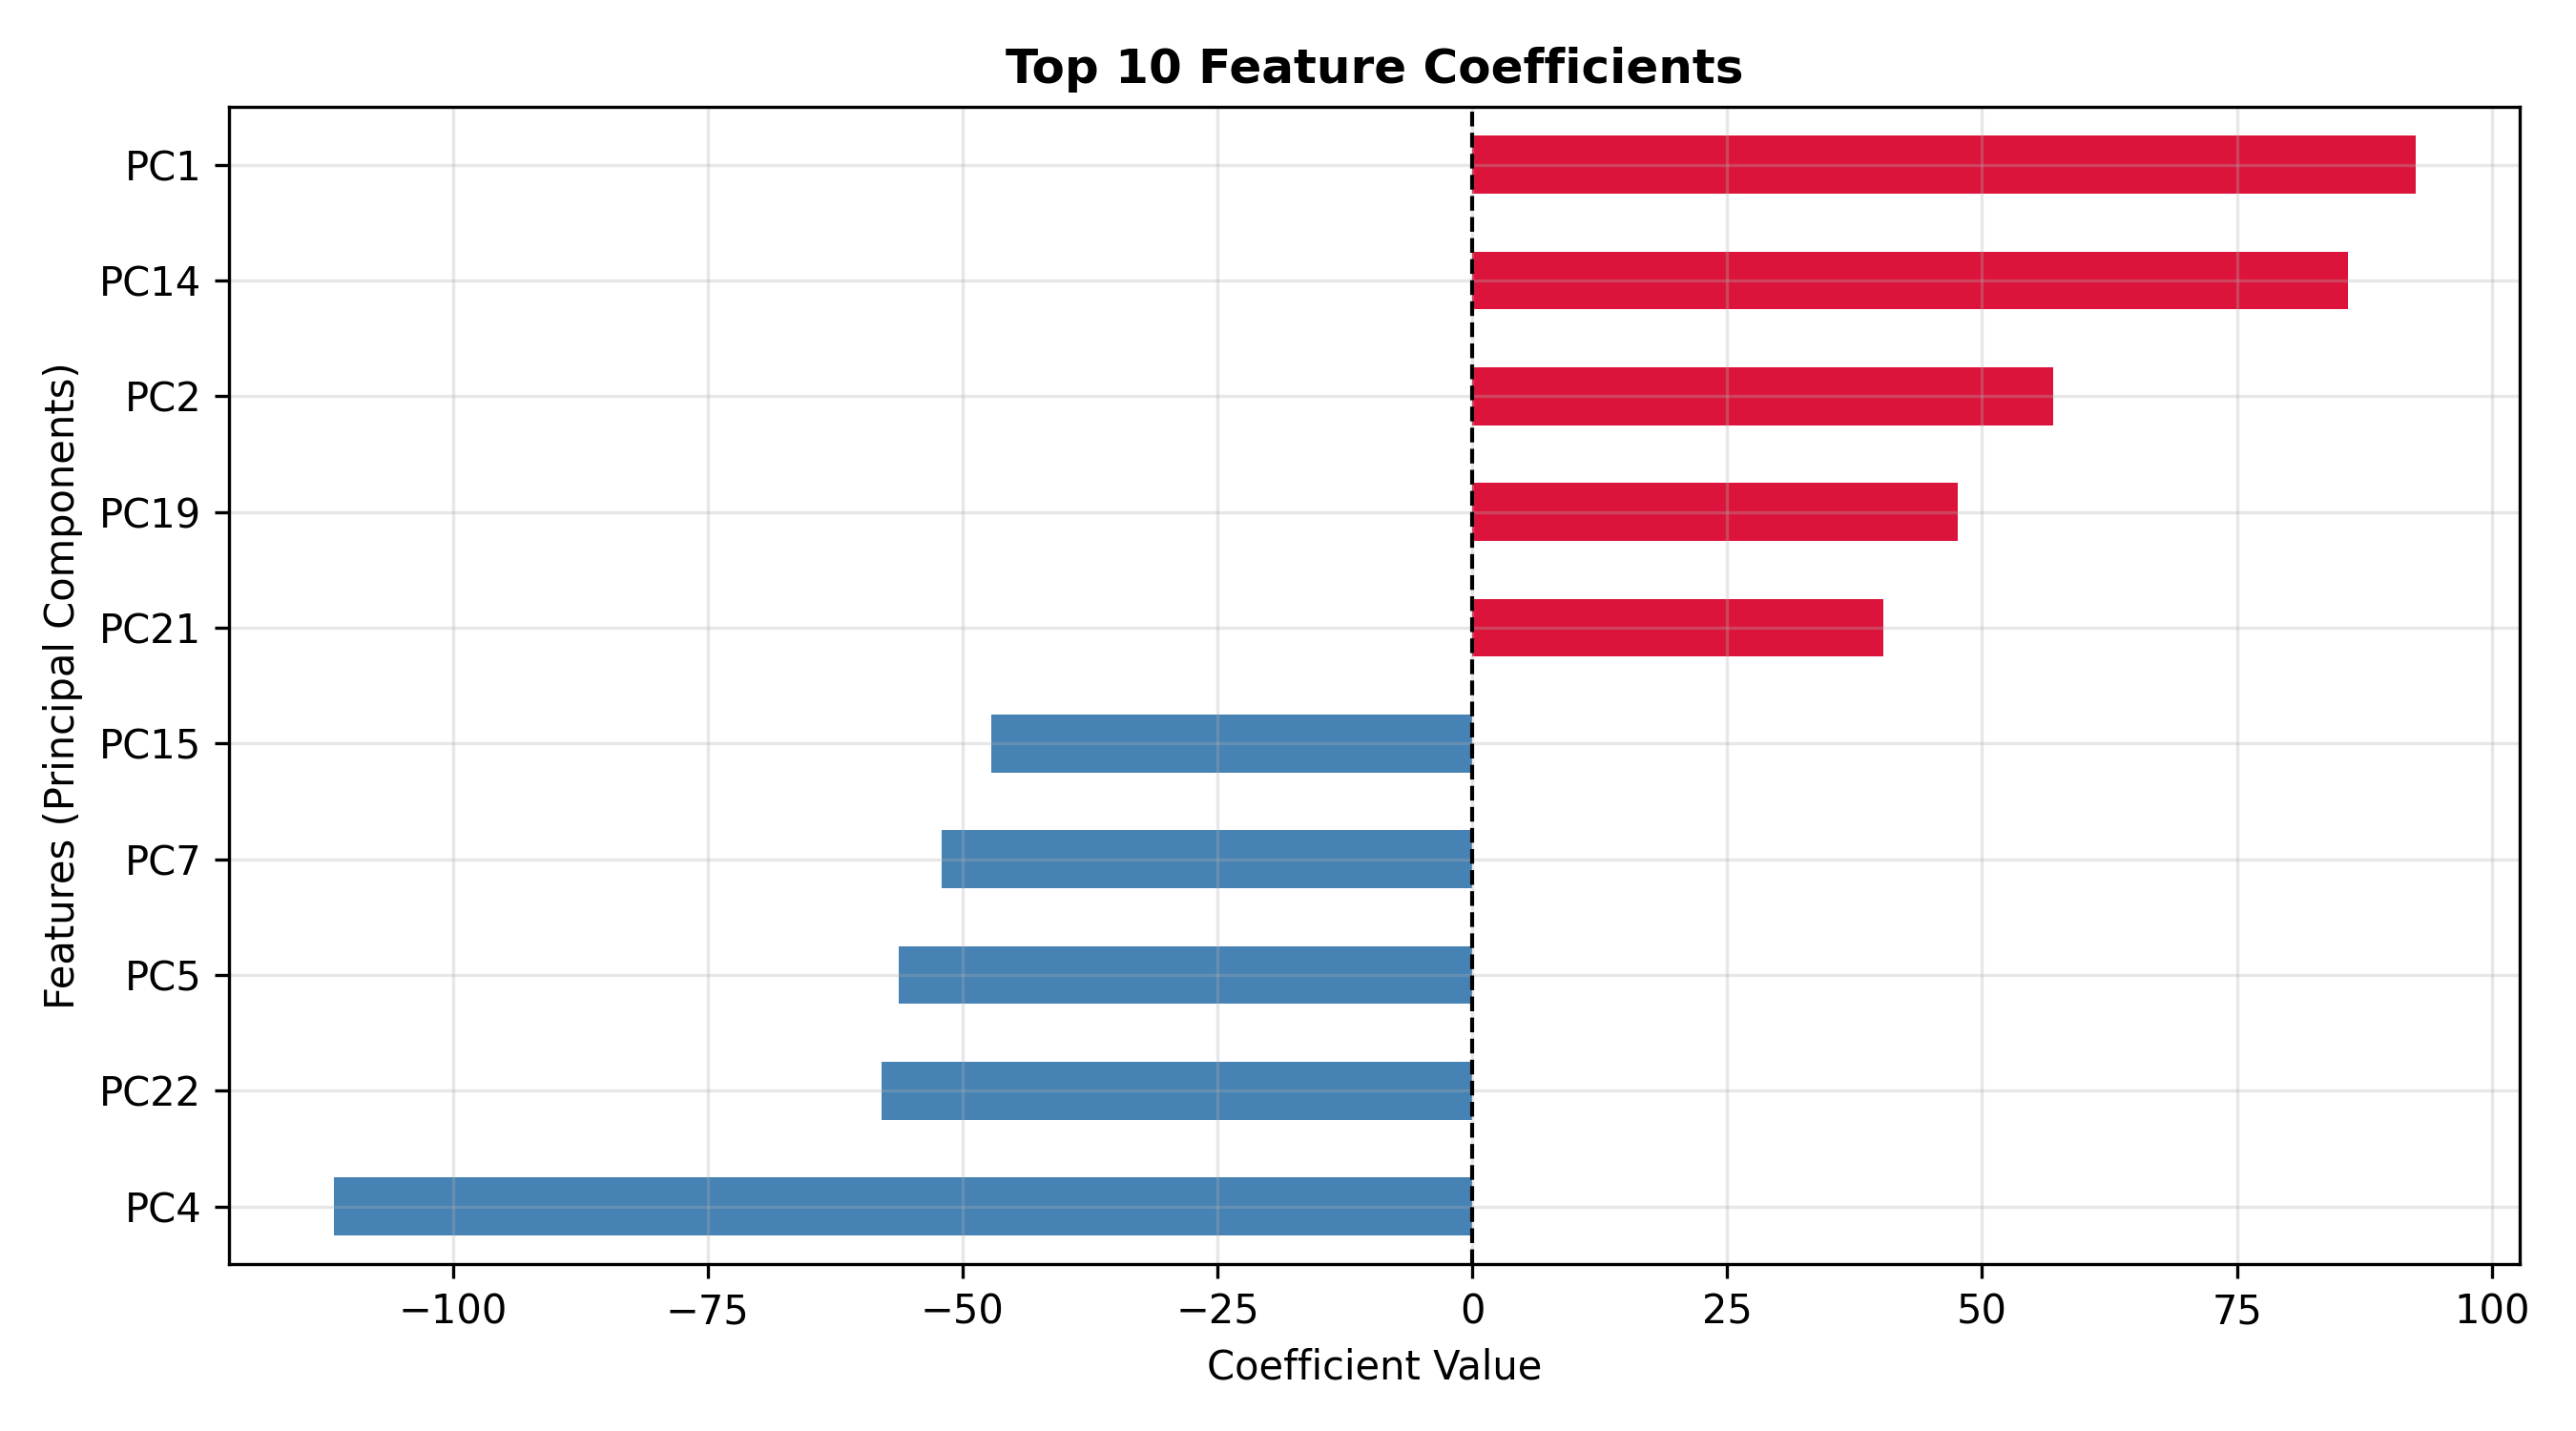 Top 10 Feature Coefficients
Features (Principal Components)
PC1
PC14
PC2
PC19
PC21
PC15
PC7
PC5
PC22
PC4
−100 −75 −50 −25 0 25 50 75 100
Coefficient Value